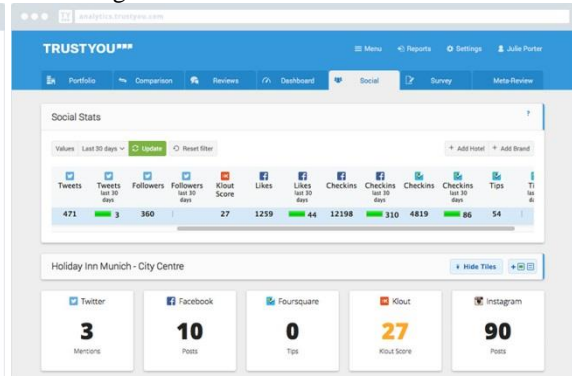 analytics.trustyou.com
TRUSTYOU
Menu Reports Settings Julie Porter
Portfolio Comparison Reviews Dashboard Social Survey Meta-Review
Social Stats ?
Values Last 30 days Update Reset filter + Add Hotel + Add Brand
Tweets Tweets last 30 days Followers Followers last 30 days Klout Score Likes Likes last 30 days Checkins Checkins last 30 days Checkins Checkins last 30 days Tips
471 3 360 27 1259 44 12198 310 4819 86 54
Holiday Inn Munich - City Centre Hide Tiles
Twitter Facebook Foursquare Klout Instagram
3 10 0 27 90
Mentions Posts Tips Klout Score Posts